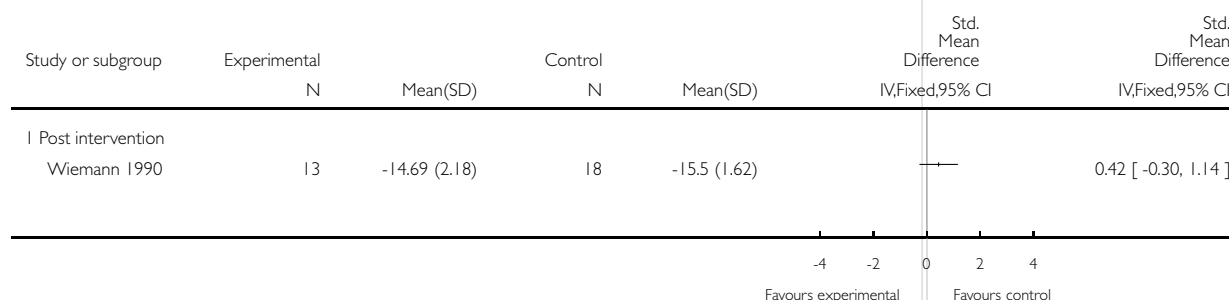 Std. Std.
Mean Mean
Study or subgroup Experimental Control Difference Difference
N Mean(SD) N Mean(SD) IV,Fixed,95% CI IV,Fixed,95% CI
1 Post intervention
Wiemann 1990 13 -14.69 (2.18) 18 -15.5 (1.62) 0.42 [ -0.30, 1.14 ]
-4 -2 0 2 4
Favours experimental Favours control